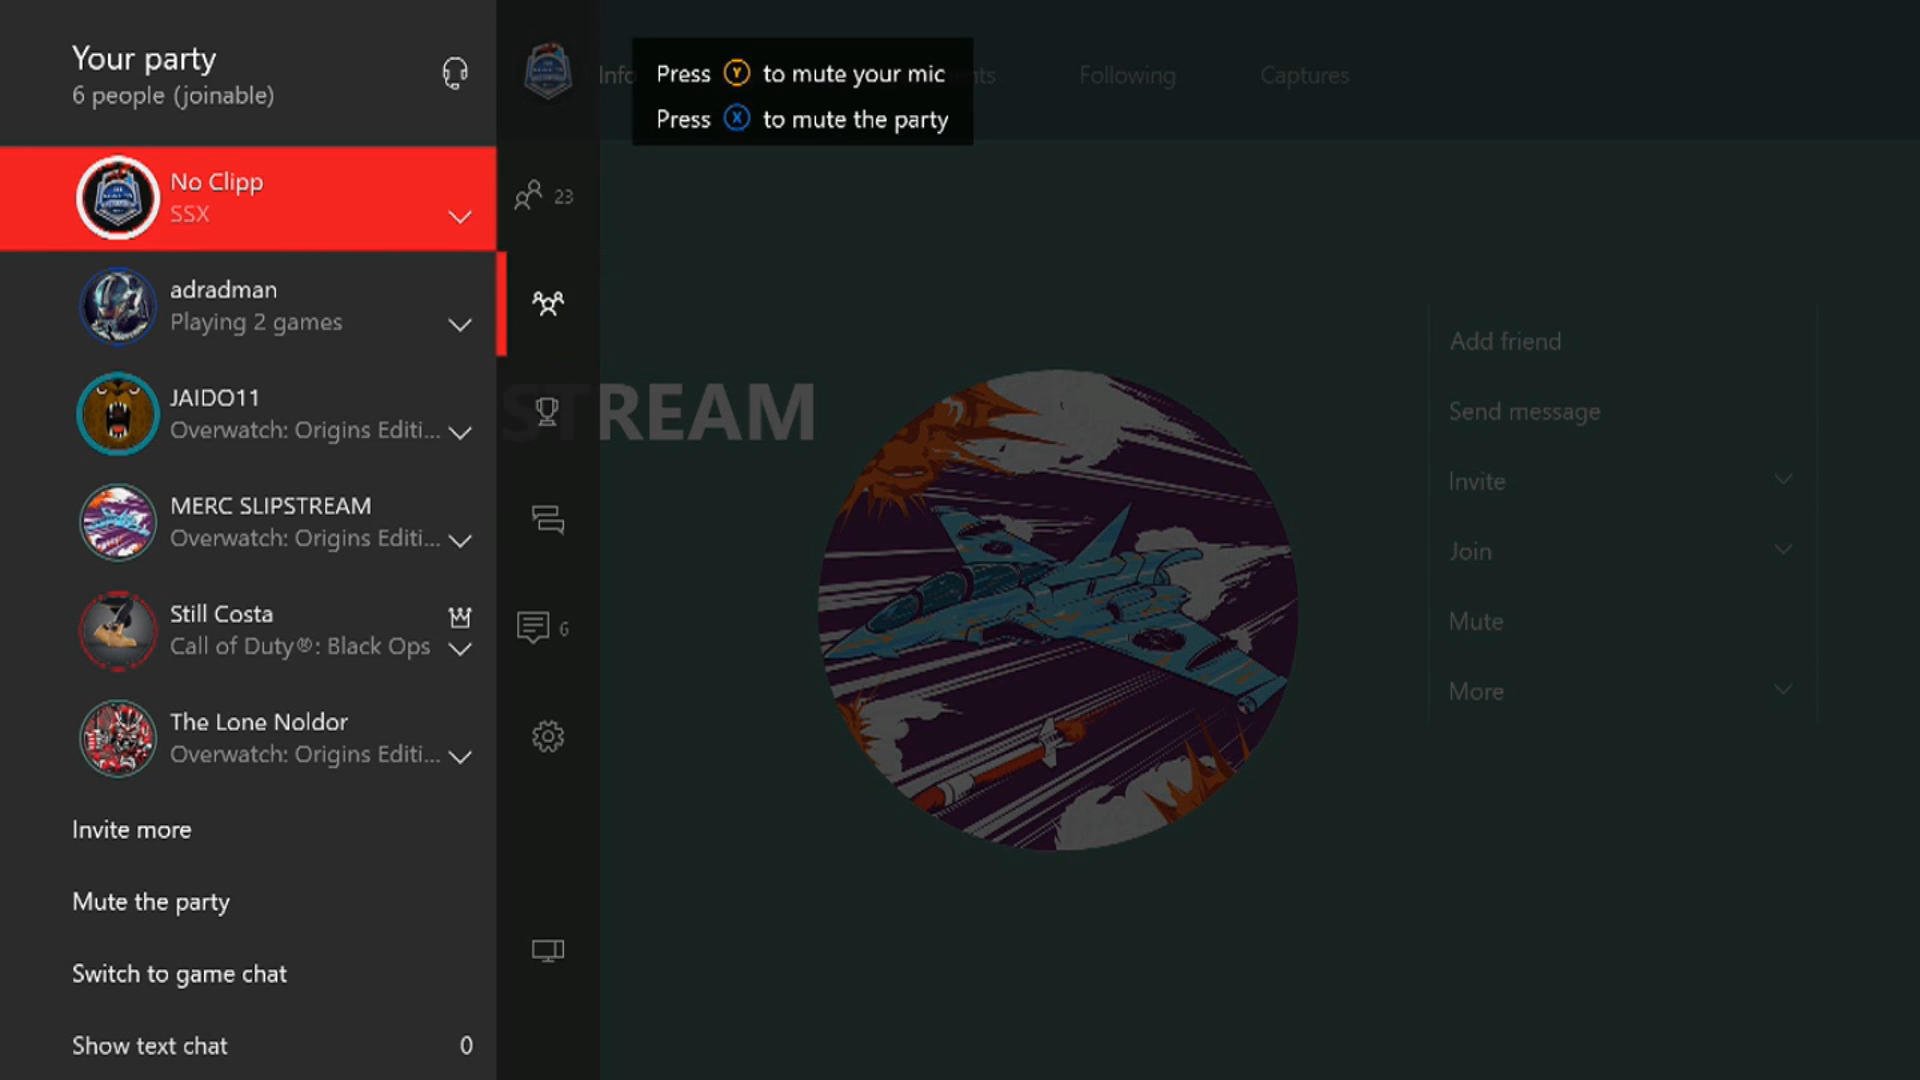 Your party
6 people (joinable)
No Clipp
SSX
adradman
Playing 2 games
JAIDO11
Overwatch: Origins Editi...
MERC SLIPSTREAM
Overwatch: Origins Editi...
Still Costa
Call of Duty®: Black Ops
The Lone Noldor
Overwatch: Origins Editi...
Invite more
Mute the party
Switch to game chat
Show text chat 0
23
6
Info
Press Y to mute your mic
Press X to mute the party
nts
Following
Captures
STREAM
Add friend
Send message
Invite
Join
Mute
More